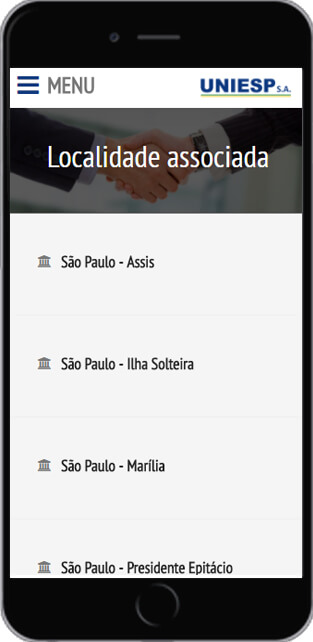 MENU
UNIESP S.A.
Localidade associada
São Paulo - Assis
São Paulo - Ilha Solteira
São Paulo - Marília
São Paulo - Presidente Epitácio